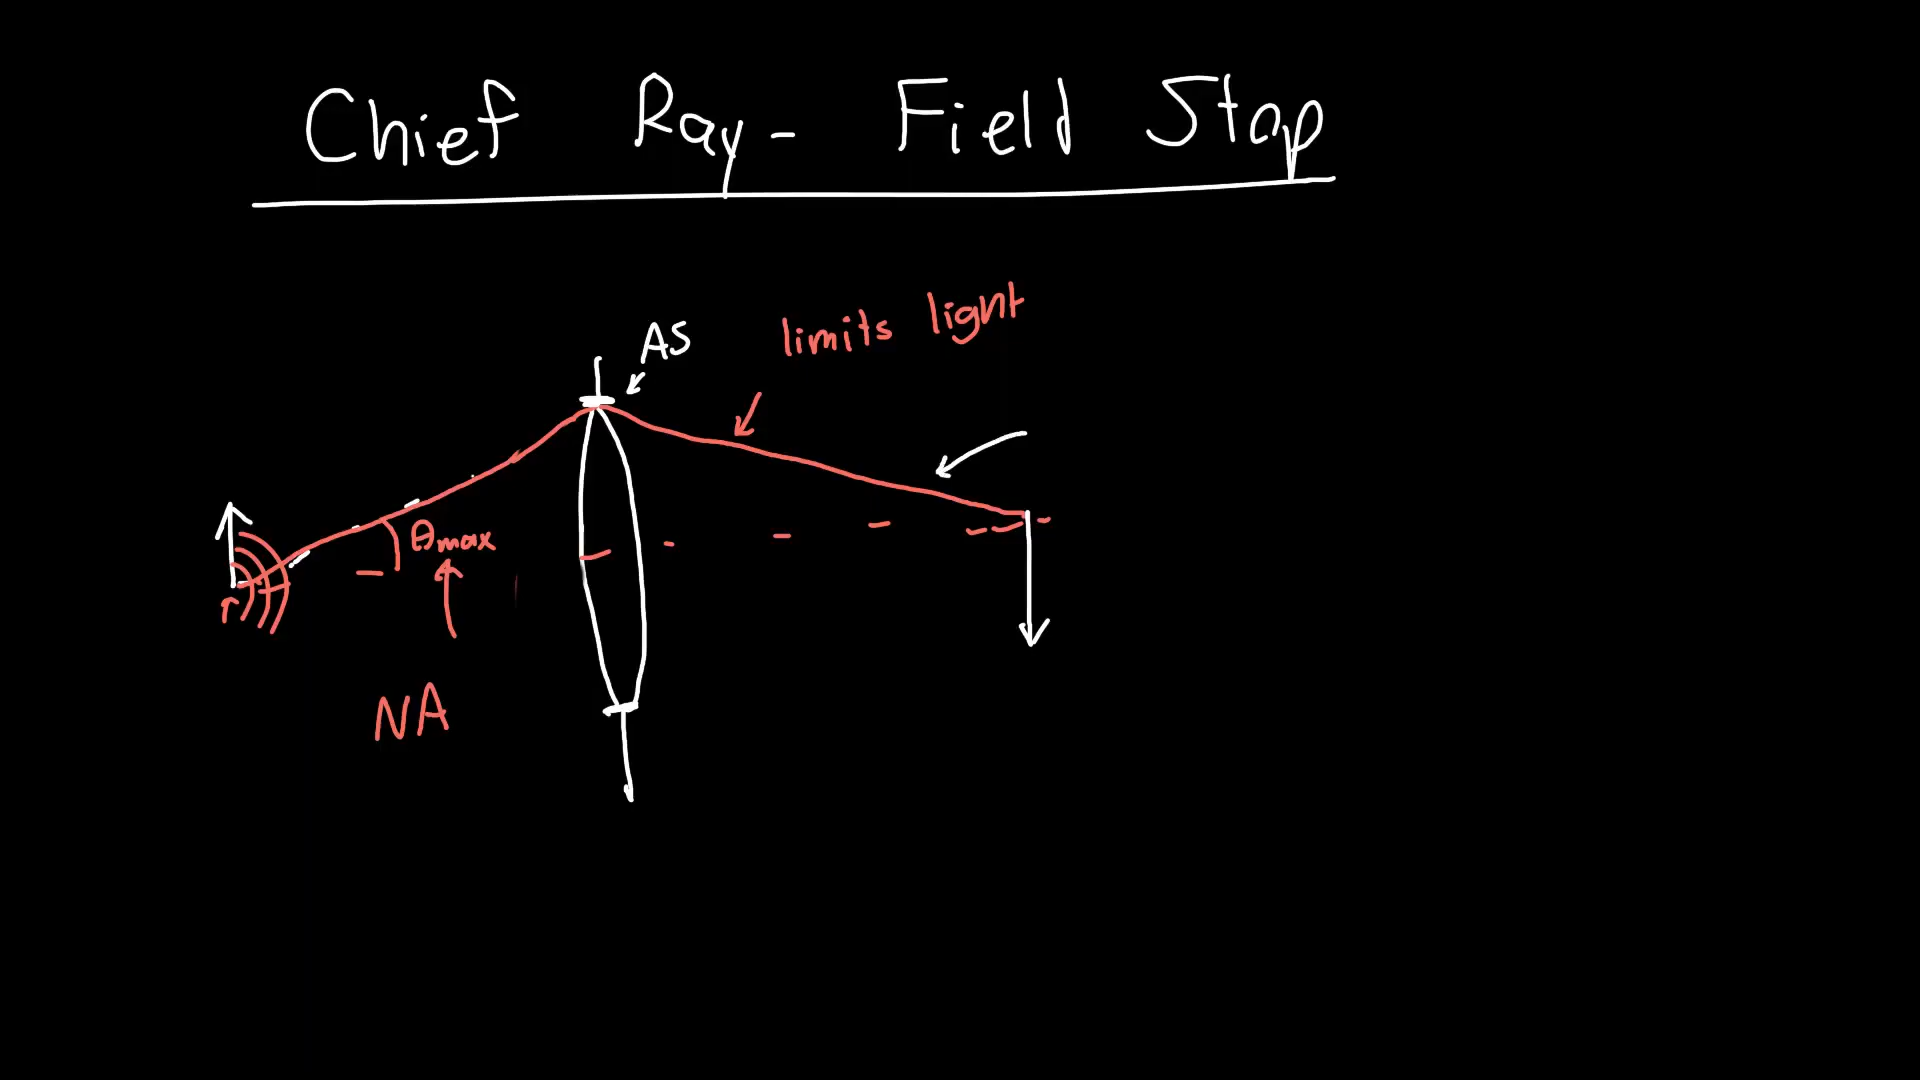 Chief Ray - Field Stop
limits light
AS
θmax
NA